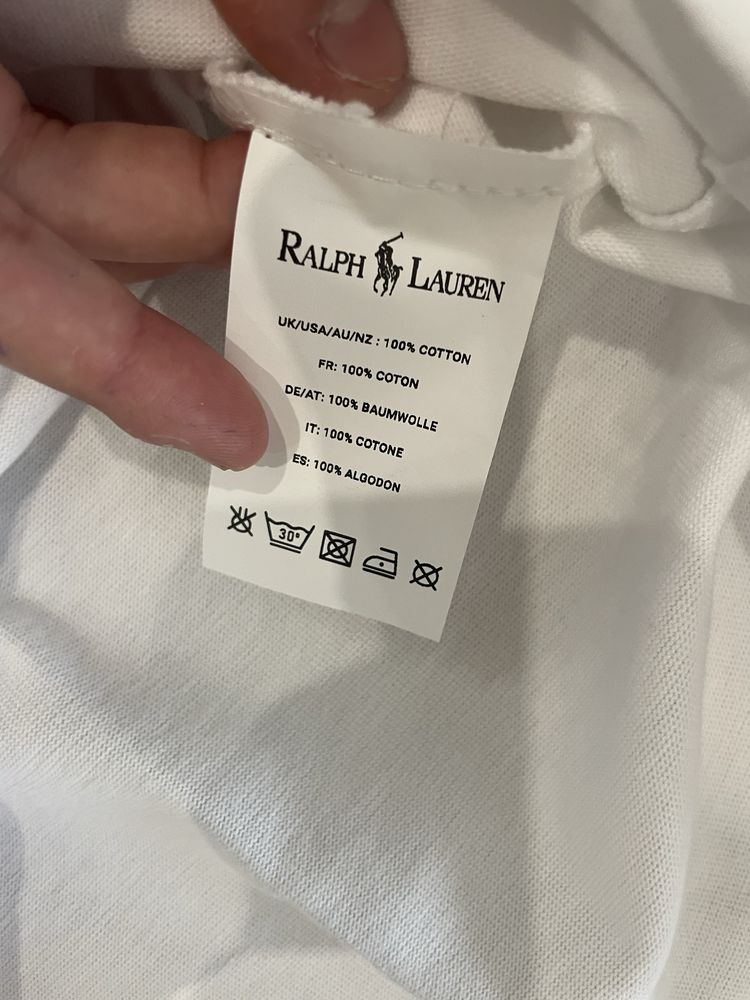 RALPH LAUREN
UK/USA/AU/NZ : 100% COTTON
FR: 100% COTON
DE/AT: 100% BAUMWOLLE
IT: 100% COTONE
ES: 100% ALGODON
30°